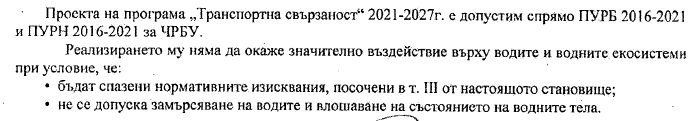 Проекта на програма „Транспортна свързаност“ 2021-2027г. е допустим спрямо ПУРБ 2016-2021
и ПУРН 2016-2021 за ЧРБУ.
Реализирането му няма да окаже значително въздействие върху водите и водните екосистеми
при условие, че:
• бъдат спазени нормативните изисквания, посочени в т. III от настоящото становище;
• не се допуска замърсяване на водите и влошаване на състоянието на водните тела.